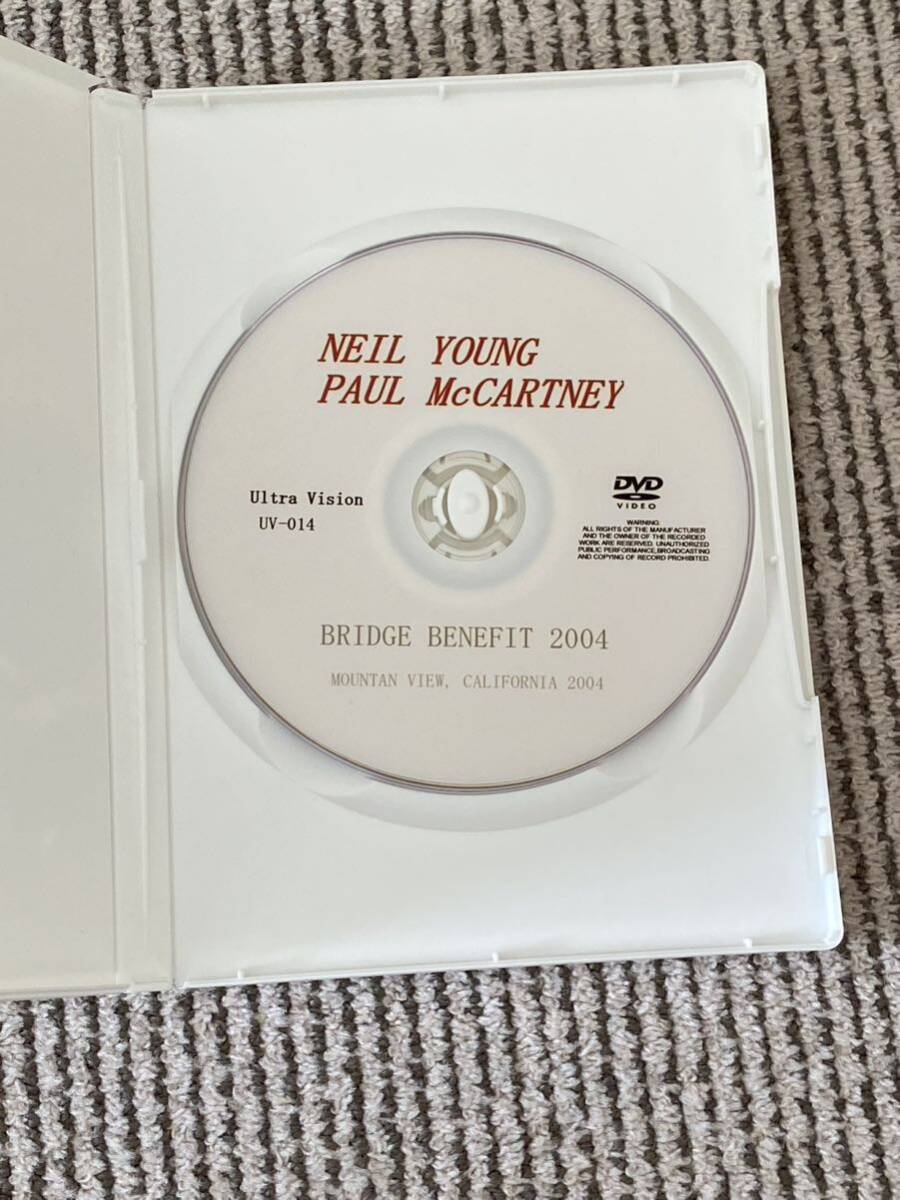 NEIL YOUNG
PAUL McCARTNEY
Ultra Vision
UV-014
DVD
VIDEO
WARNING:
ALL RIGHTS OF THE MANUFACTURER
AND THE OWNER OF THE RECORDED
WORK ARE RESERVED. UNAUTHORIZED
PUBLIC PERFORMANCE,BROADCASTING
AND COPYING OF RECORD PROHIBITED.
BRIDGE BENEFIT 2004
MOUNTAN VIEW, CALIFORNIA 2004